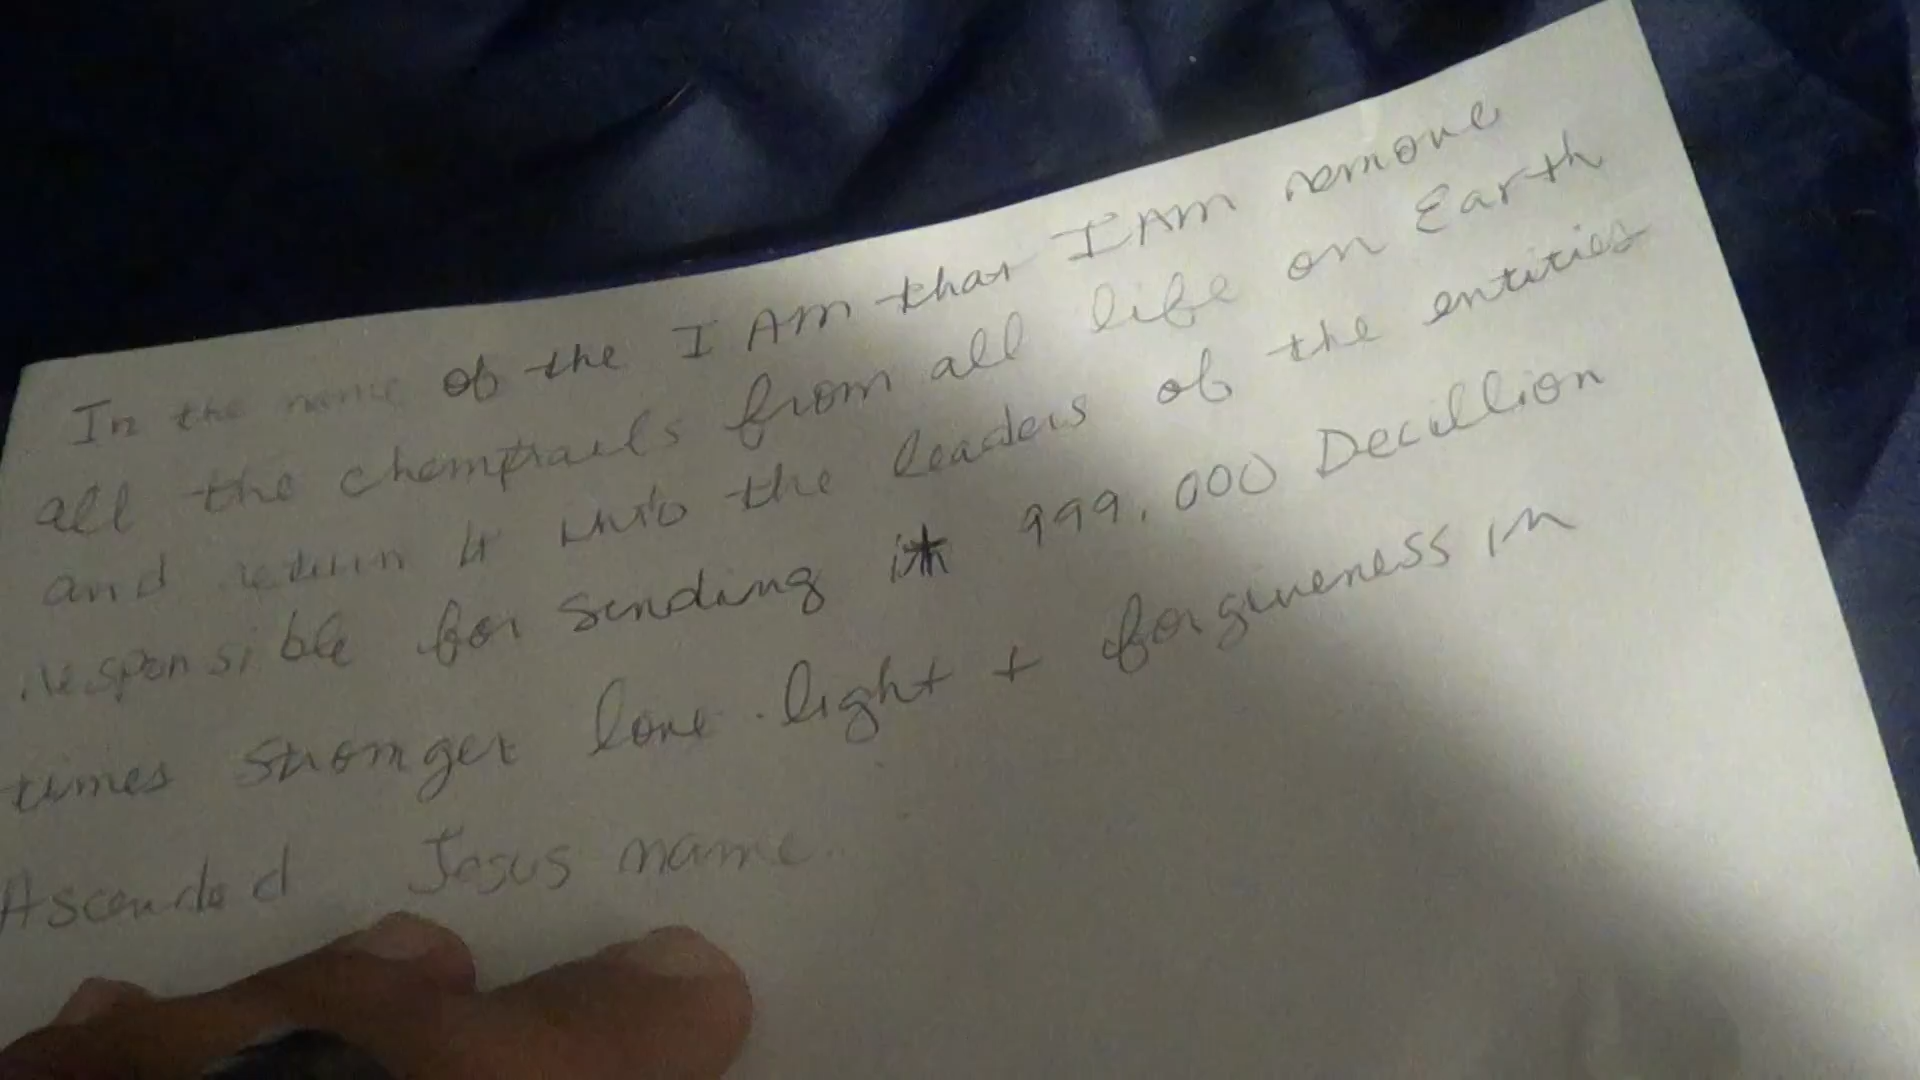 In the name of the I Am that I Am remove
all the chemtrails from all life on Earth
and return it unto the leaders of the entities
responsible for sending it 999,000 Decillion
times stronger love light + forgiveness in
Ascended Jesus name